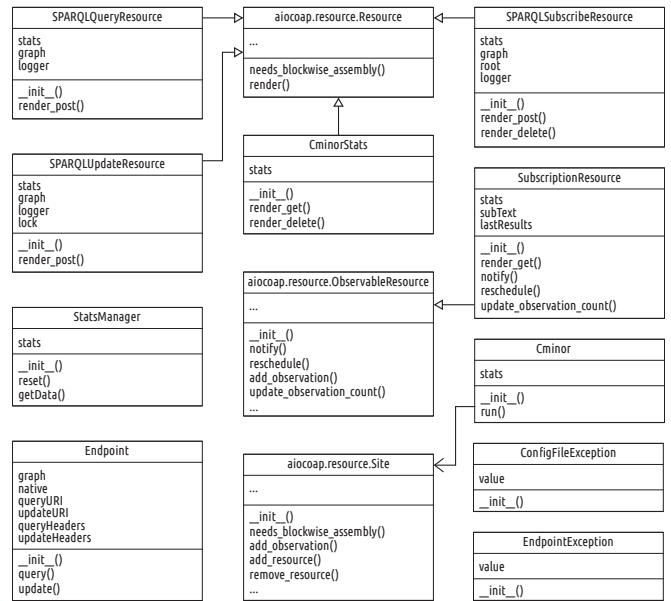 SPARQLQueryResource
stats
graph
logger
__init__()
render_post()
aiocoap.resource.Resource
...
needs_blockwise_assembly()
render()
SPARQLSubscribeResource
stats
graph
root
logger
__init__()
render_post()
render_delete()
SPARQLUpdateResource
stats
graph
logger
lock
__init__()
render_post()
CminorStats
stats
__init__()
render_get()
render_delete()
SubscriptionResource
stats
subText
lastResults
__init__()
render_get()
notify()
reschedule()
update_observation_count()
StatsManager
stats
__init__()
reset()
getData()
aiocoap.resource.ObservableResource
...
__init__()
notify()
reschedule()
add_observation()
update_observation_count()
...
Cminor
stats
__init__()
run()
Endpoint
graph
native
queryURI
updateURI
queryHeaders
updateHeaders
__init__()
query()
update()
aiocoap.resource.Site
...
__init__()
needs_blockwise_assembly()
add_observation()
add_resource()
remove_resource()
...
ConfigFileException
value
__init__()
EndpointException
value
__init__()